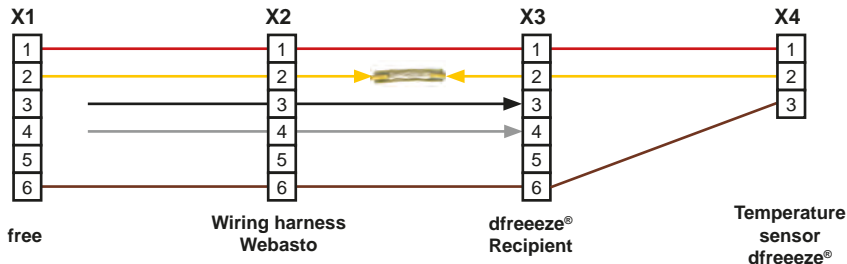 X1 X2 X3 X4
1 1 1 1
2 2 2 2
3 3 3 3
4 4 4
5 5 5
6 6 6
free
Wiring harness
Webasto
dfreeeze®
Recipient
Temperature
sensor
dfreeeze®